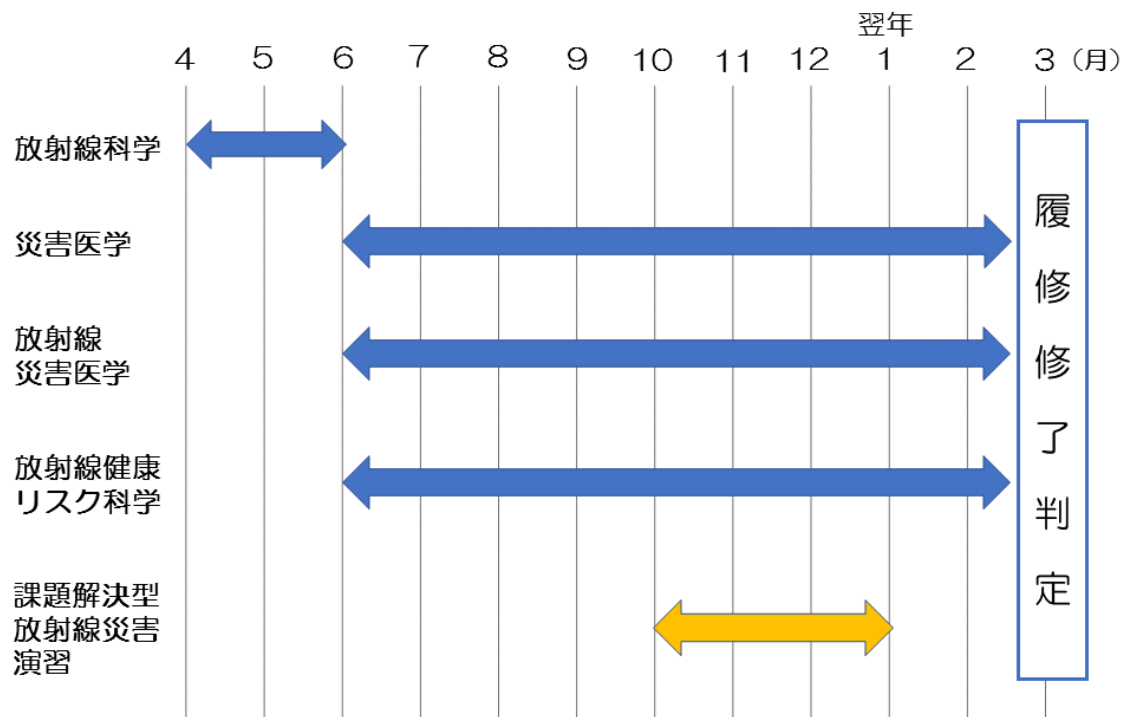 翌年
4 5 6 7 8 9 10 11 12 1 2 3 (月)
放射線科学
災害医学
放射線
災害医学
放射線健康
リスク科学
課題解決型
放射線災害
演習
履修修了判定